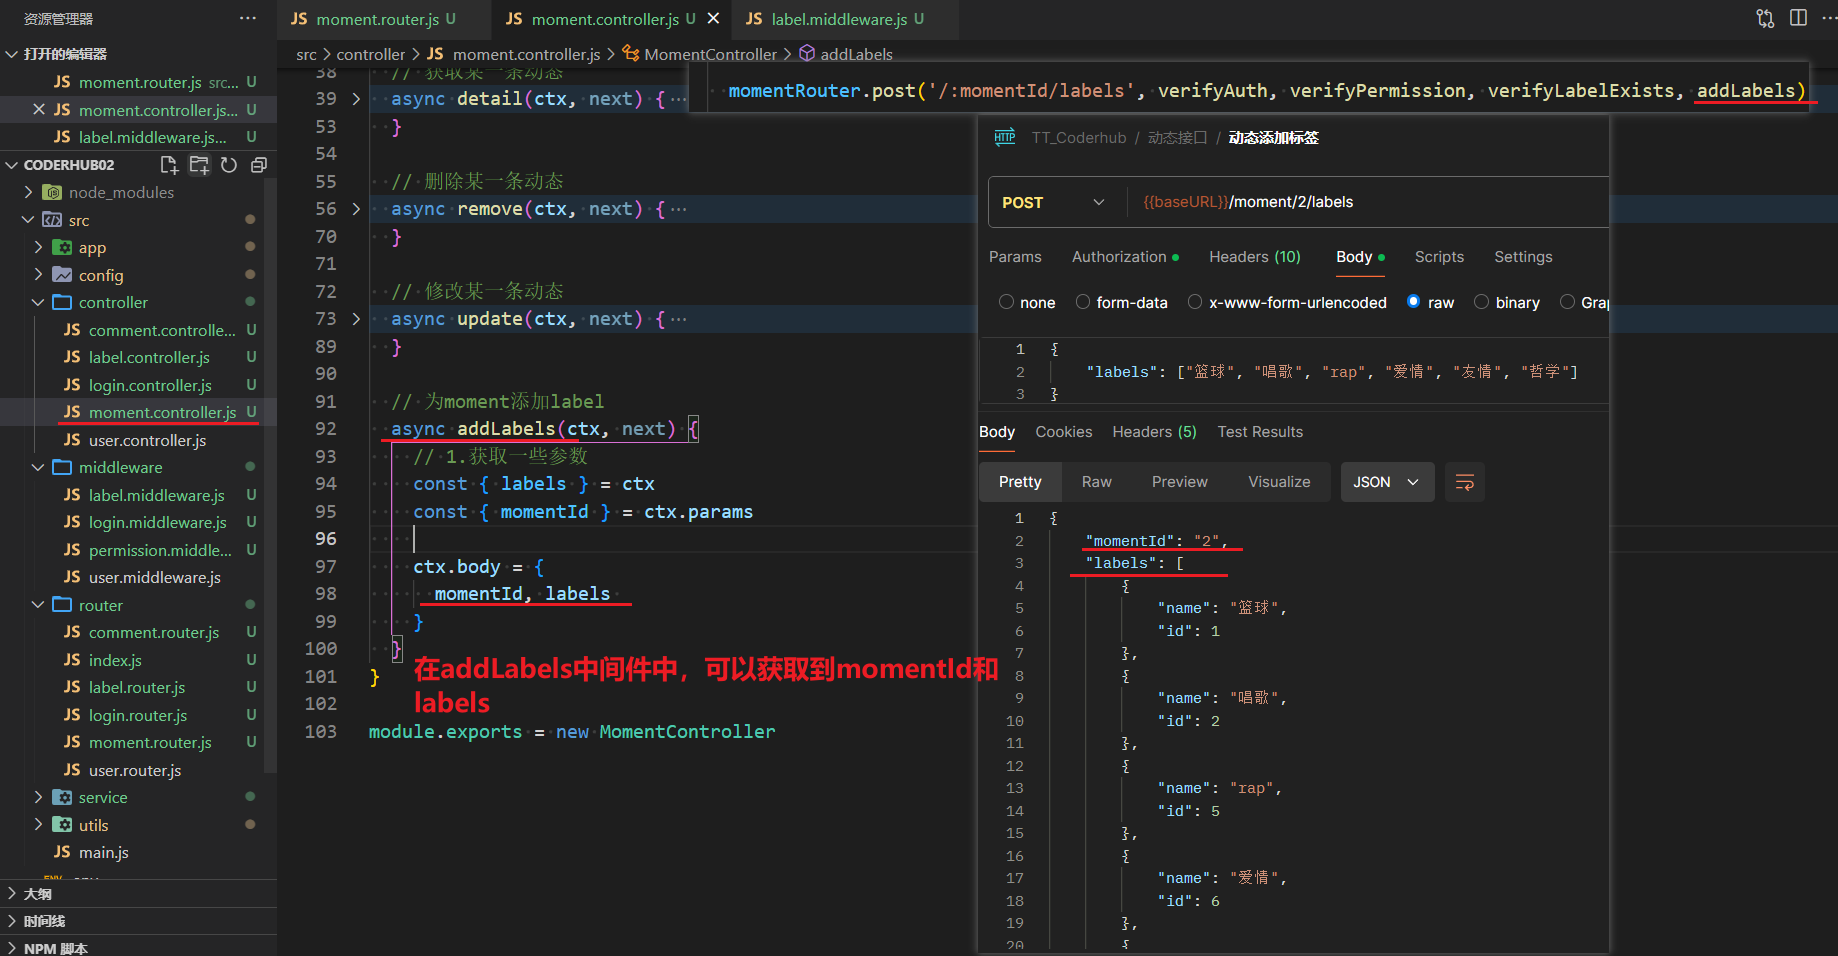 资源管理器
打开的编辑器
JS moment.router.js src... U
JS moment.controller.js... U
JS label.middleware.js... U
CODERHUB02
node_modules
src
app
config
controller
JS comment.controlle... U
JS label.controller.js U
JS login.controller.js U
JS moment.controller.js U
JS user.controller.js
middleware
JS label.middleware.js U
JS login.middleware.js U
JS permission.middle... U
JS user.middleware.js
router
JS comment.router.js U
JS index.js U
JS label.router.js U
JS login.router.js U
JS moment.router.js U
JS user.router.js
service
utils
JS main.js
大纲
时间线
NPM 脚本
JS moment.router.js U
JS moment.controller.js U
JS label.middleware.js U
src > controller > JS moment.controller.js > MomentController > addLabels
38 // 获取某一条动态
39 async detail(ctx, next) { ...
53 }
54
55 // 删除某一条动态
56 async remove(ctx, next) { ...
70 }
71
72 // 修改某一条动态
73 async update(ctx, next) { ...
89 }
90
91 // 为moment添加label
92 async addLabels(ctx, next) {
93 // 1.获取一些参数
94 const { labels } = ctx
95 const { momentId } = ctx.params
96
97 ctx.body = {
98 momentId, labels
99 }
100 }
101 }
102
103 module.exports = new MomentController
在addLabels中间件中，可以获取到momentId和
labels
momentRouter.post('/:momentId/labels', verifyAuth, verifyPermission, verifyLabelExists, addLabels)
HTTP TT_Coderhub / 动态接口 / 动态添加标签
POST {{baseURL}}/moment/2/labels
Params Authorization Headers (10) Body Scripts Settings
none form-data x-www-form-urlencoded raw binary Grap
1 {
2 "labels": ["篮球", "唱歌", "rap", "爱情", "友情", "哲学"]
3 }
Body Cookies Headers (5) Test Results
Pretty Raw Preview Visualize JSON
1 {
2 "momentId": "2",
3 "labels": [
4 {
5 "name": "篮球",
6 "id": 1
7 },
8 {
9 "name": "唱歌",
10 "id": 2
11 },
12 {
13 "name": "rap",
14 "id": 5
15 },
16 {
17 "name": "爱情",
18 "id": 6
19 },
20 {